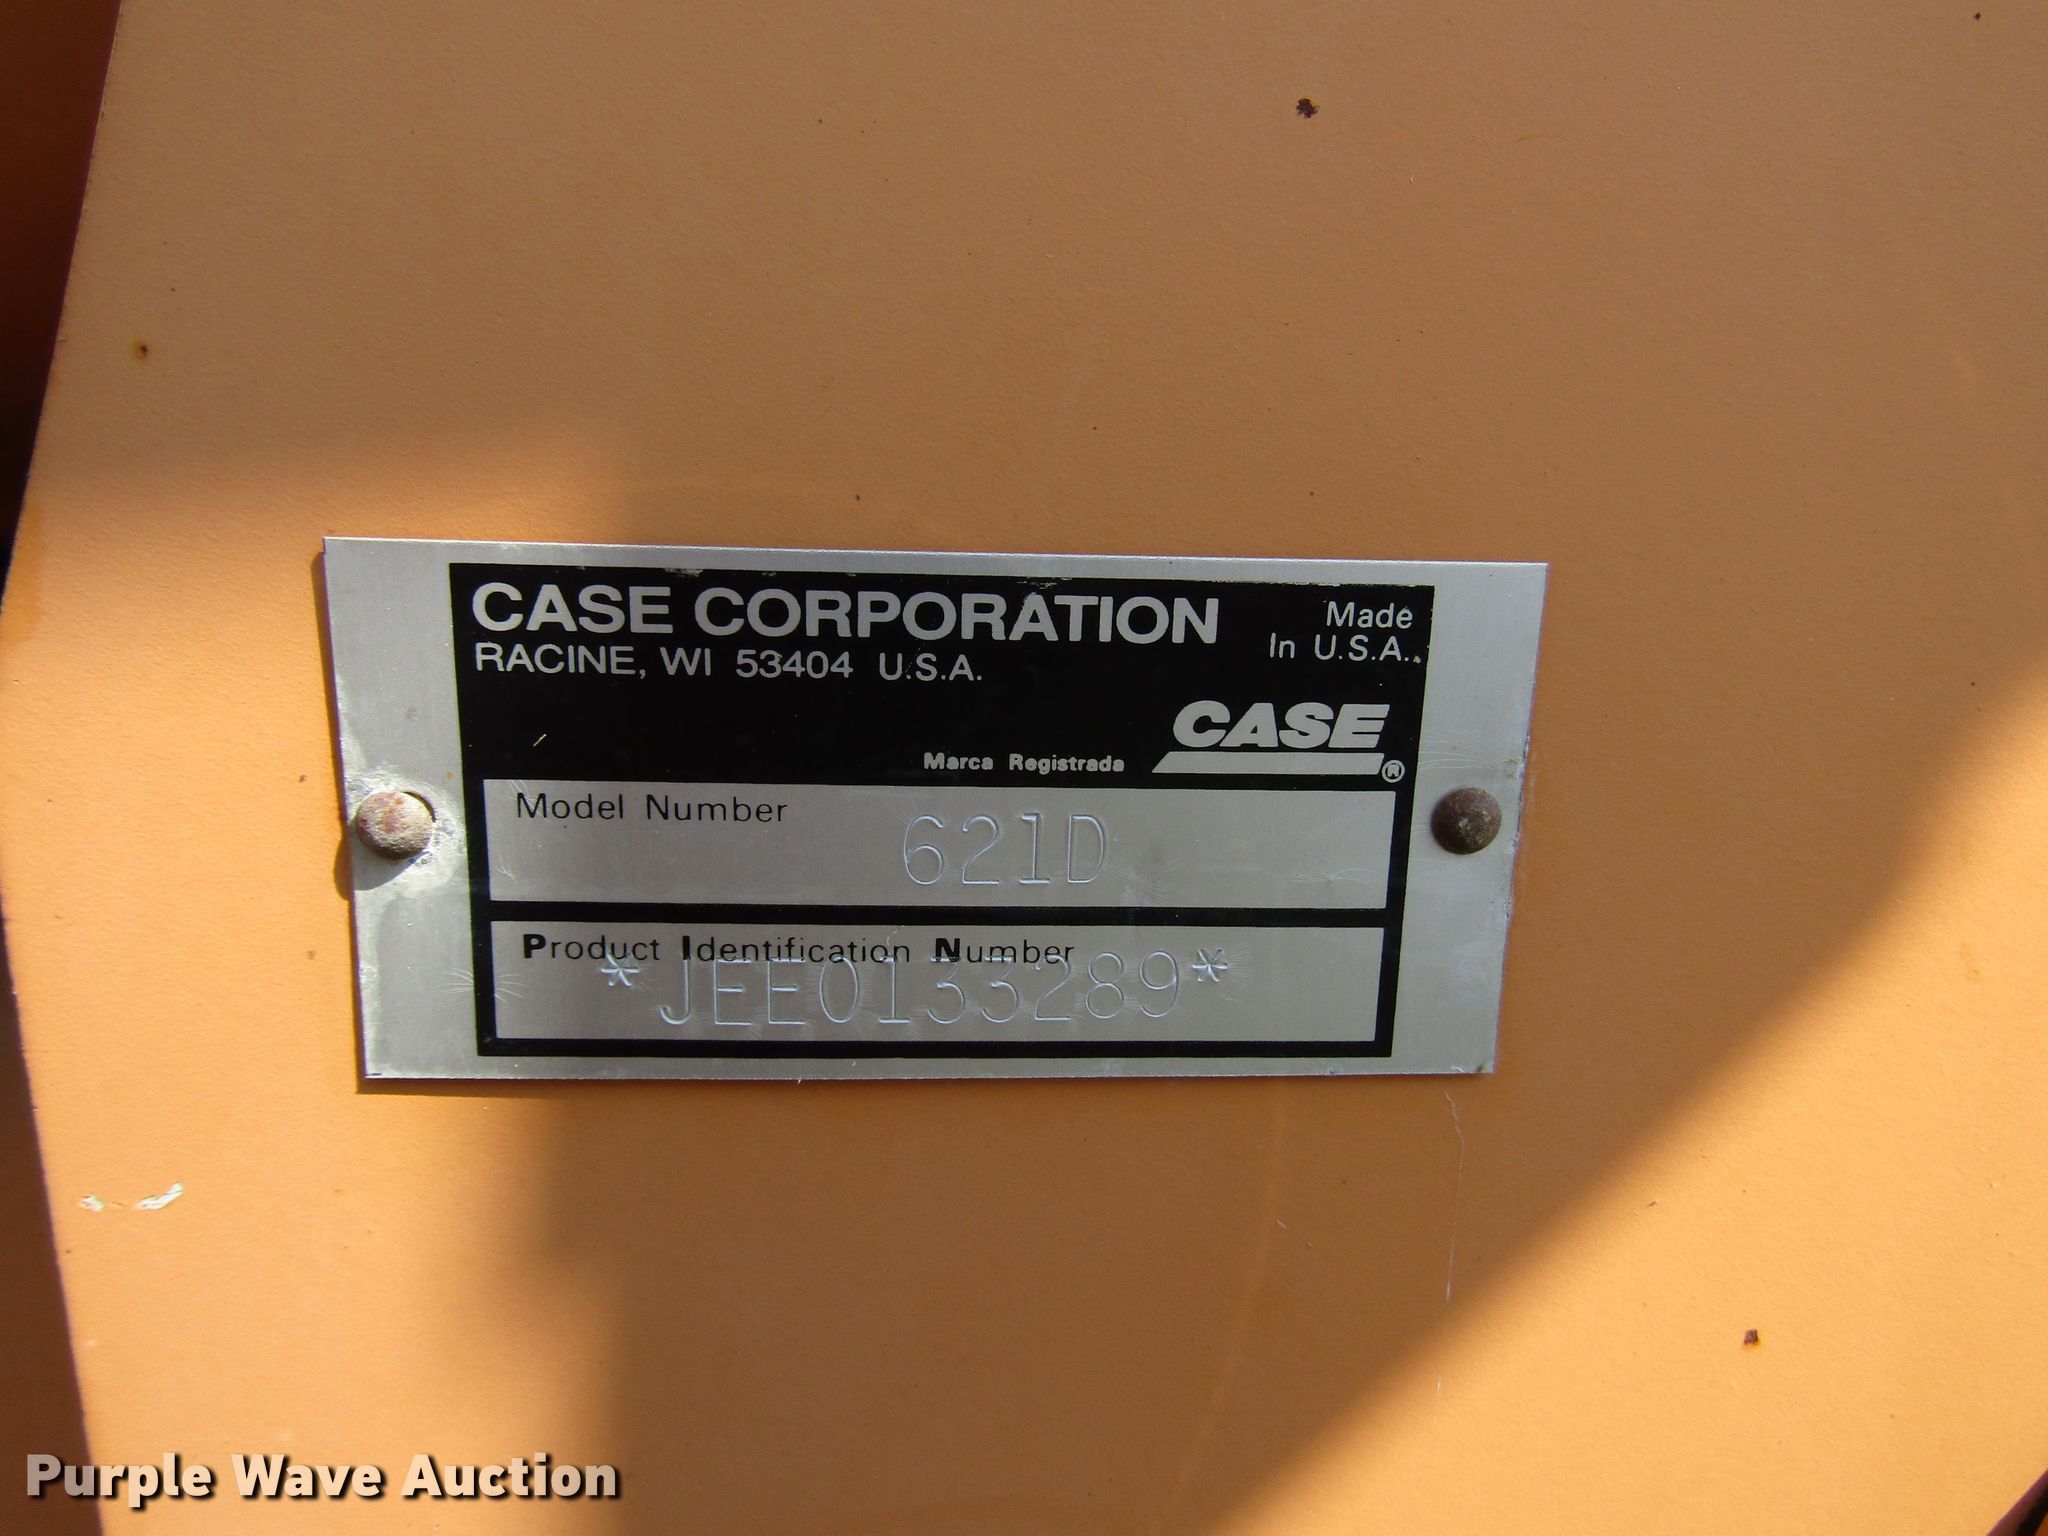 CASE CORPORATION
RACINE, WI 53404 U.S.A.
Made
In U.S.A.
CASE®
Marca Registrada
Model Number
621D
Product Identification Number
*JEE0133289*
Purple Wave Auction